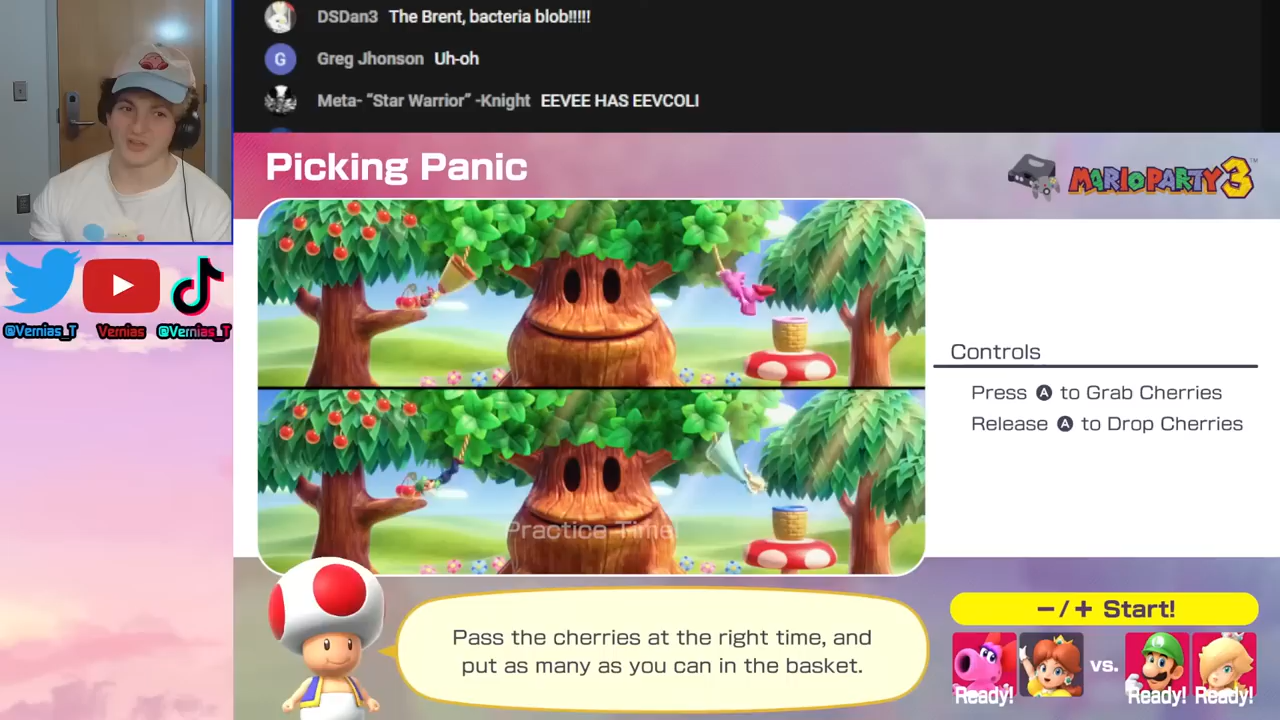 DSDan3 The Brent, bacteria blob!!!!!
G Greg Jhonson Uh-oh
Meta- “Star Warrior” -Knight EEVEE HAS EEVCOLI
Picking Panic
MARIO PARTY 3™
@Vernias_T Vernias @Vernias_T
Controls
Press A to Grab Cherries
Release A to Drop Cherries
Practice Time!
Pass the cherries at the right time, and
put as many as you can in the basket.
−/+ Start!
vs.
Ready! Ready! Ready!